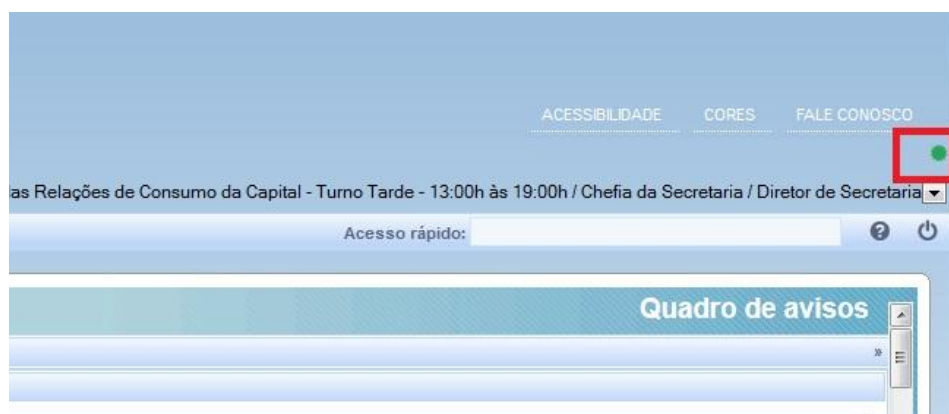 ACESSIBILIDADE CORES FALE CONOSCO
as Relações de Consumo da Capital - Turno Tarde - 13:00h às 19:00h / Chefia da Secretaria / Diretor de Secretaria
Acesso rápido:
Quadro de avisos
»